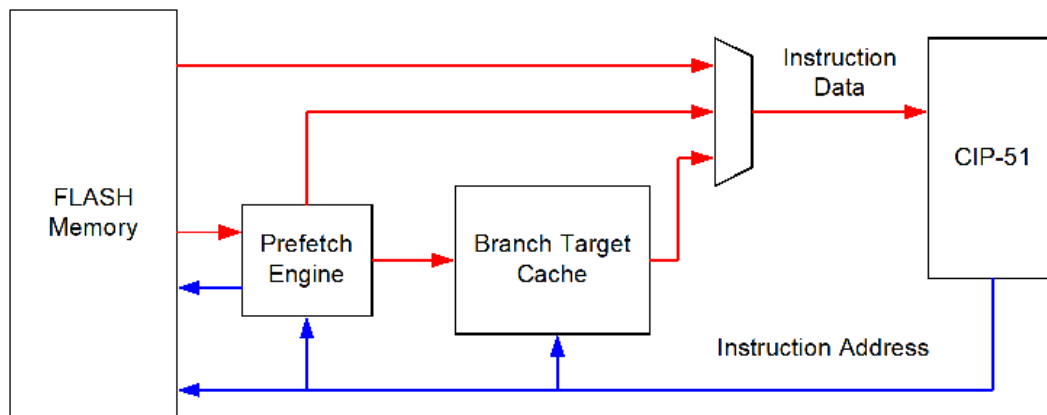 Instruction
Data
CIP-51
FLASH
Memory
Prefetch
Engine
Branch Target
Cache
Instruction Address